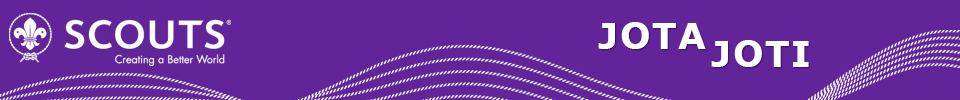 SCOUTS®
Creating a Better World
JOTA
JOTI